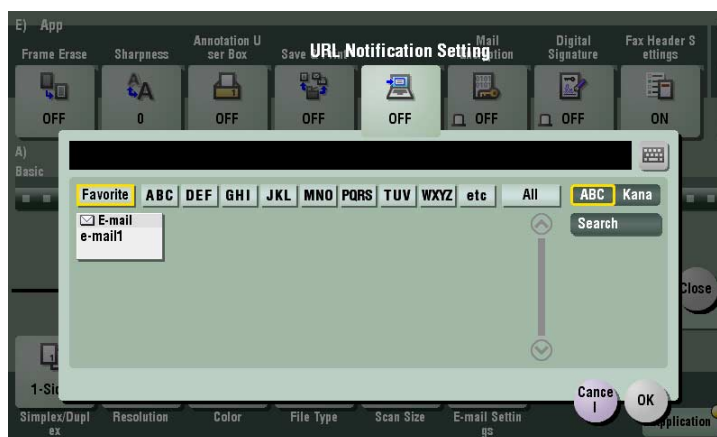 E) App
Frame Erase
Sharpness
Annotation U
ser Box
Save
URL Notification Setting
Mail
Digital
Signature
Fax Header S
ettings
OFF
0
OFF
OFF
OFF
OFF
OFF
ON
A)
Basic
Favorite ABC DEF GHI JKL MNO PQRS TUV WXYZ etc All ABC Kana
E-mail
e-mail1
Search
Close
1-Si
Cance
l
OK
Simplex/Dupl
ex
Resolution
Color
File Type
Scan Size
E-mail Settin
gs
pplication